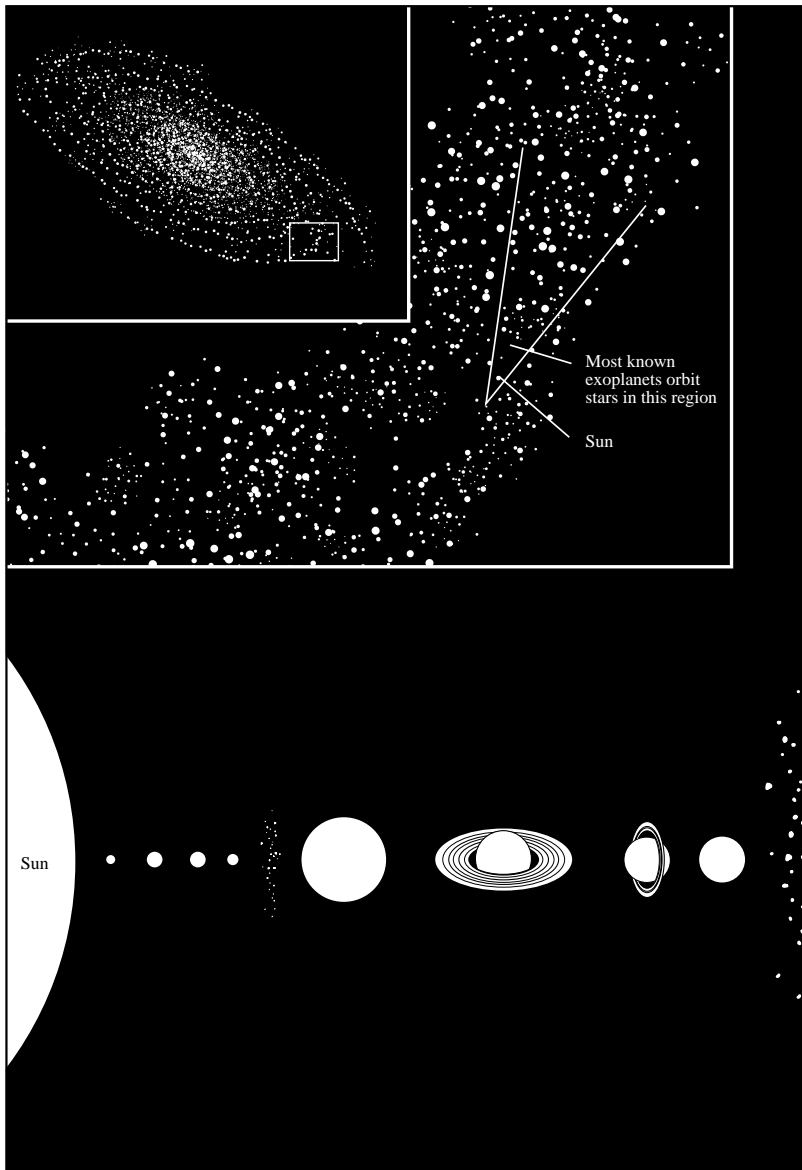 Most known
exoplanets orbit
stars in this region
Sun
Sun